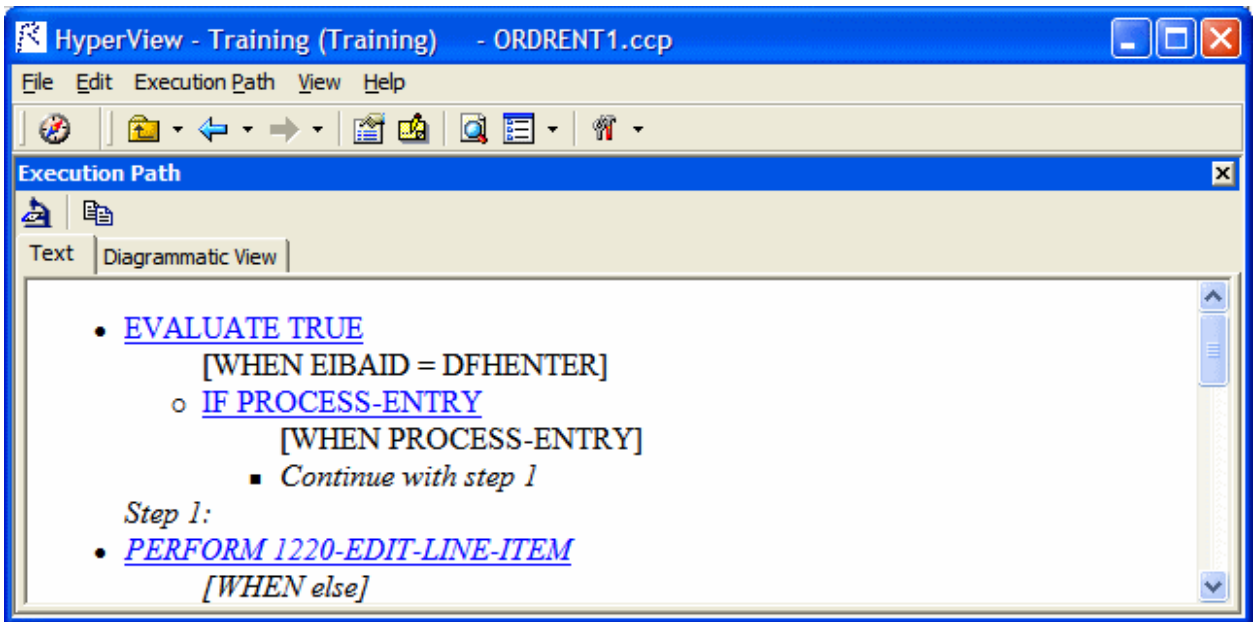 HyperView - Training (Training) - ORDRENT1.ccp
File Edit Execution Path View Help
Execution Path
Text Diagrammatic View
EVALUATE TRUE
[WHEN EIBAID = DFHENTER]
IF PROCESS-ENTRY
[WHEN PROCESS-ENTRY]
Continue with step 1
Step 1:
PERFORM 1220-EDIT-LINE-ITEM
[WHEN else]